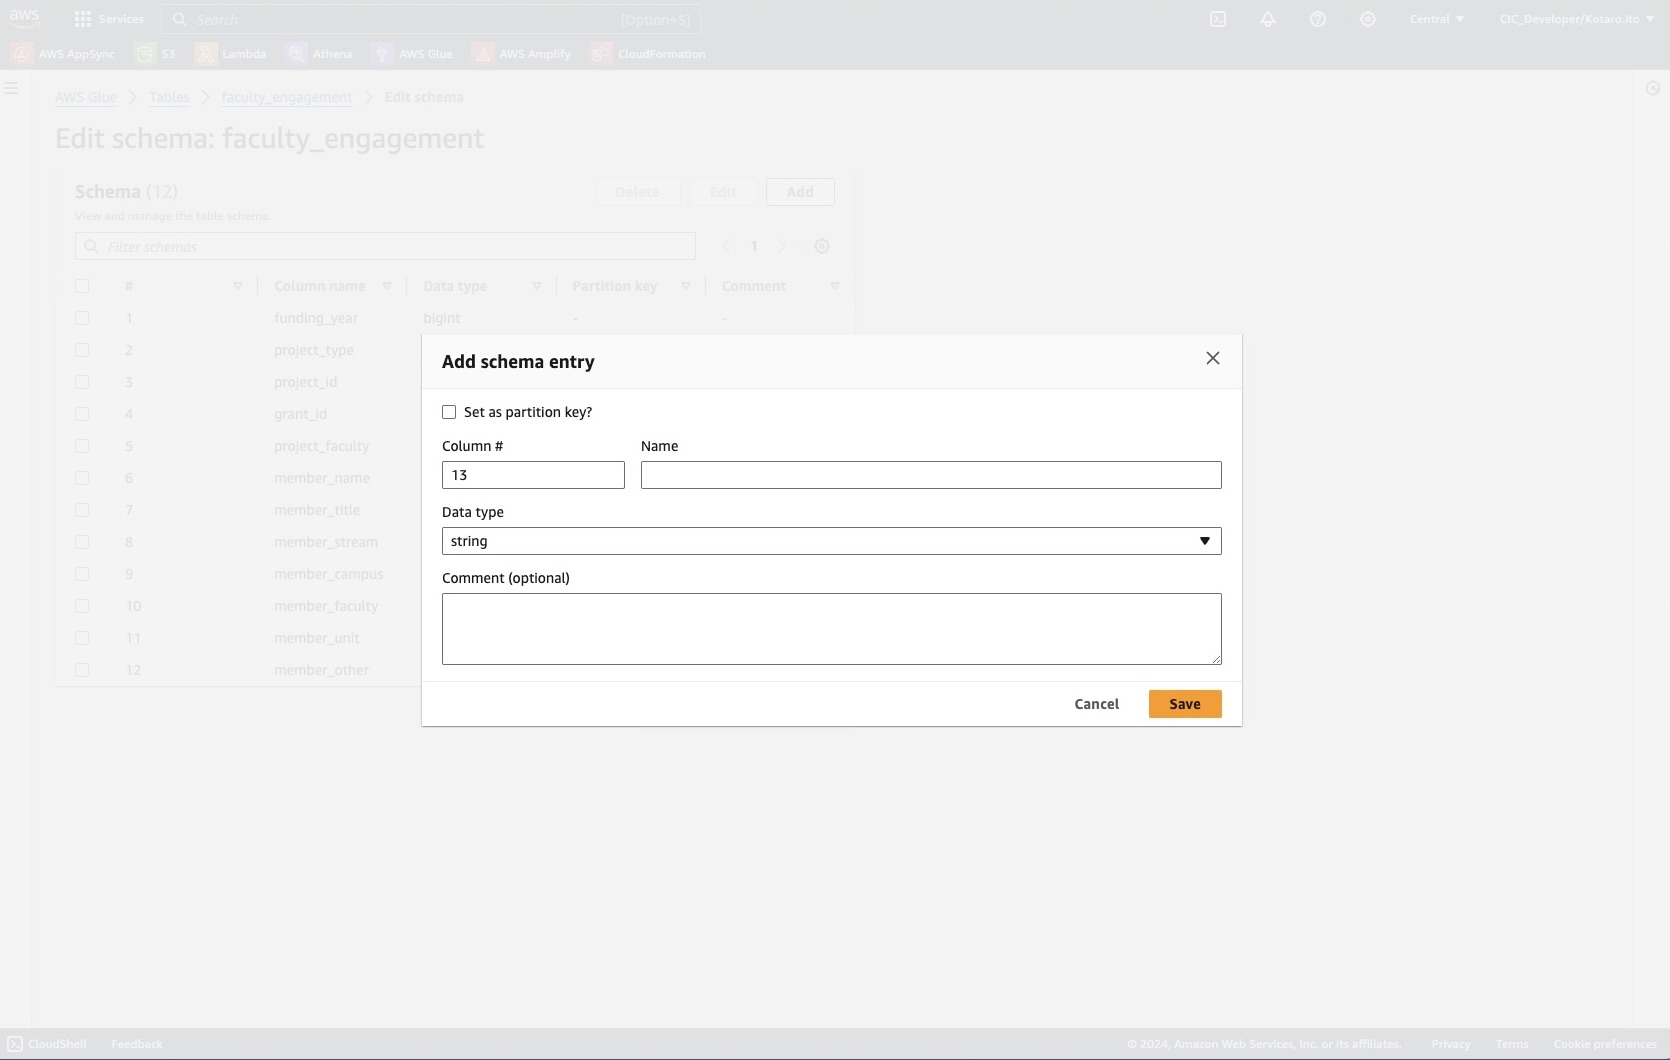 aws
Services
Search
[Option+S]
Central
CIC_Developer/Kotaro.Ito
AWS AppSync
S3
Lambda
Athena
AWS Glue
AWS Amplify
CloudFormation
AWS Glue
Tables
faculty_engagement
Edit schema
Edit schema: faculty_engagement
Schema (12)
Delete
Edit
Add
View and manage the table schema.
Filter schemas
1
#
Column name
Data type
Partition key
Comment
1 funding_year bigint - -
2 project_type
3 project_id
4 grant_id
5 project_faculty
6 member_name
7 member_title
8 member_stream
9 member_campus
10 member_faculty
11 member_unit
12 member_other
Add schema entry
Set as partition key?
Column #
Name
13
Data type
string
Comment (optional)
Cancel
Save
CloudShell
Feedback
© 2024, Amazon Web Services, Inc. or its affiliates.
Privacy
Terms
Cookie preferences